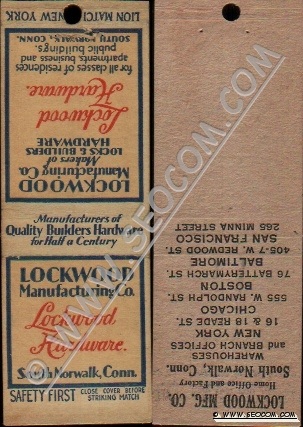 LION MATCH NEW YORK
LOCKWOOD
Manufacturing Co.
Makers of
LOCKS & BUILDERS
HARDWARE
Lockwood
Hardware.
for all classes of residences
apartments, business and
public buildings.
SOUTH NORWALK, CONN.
Manufacturers of
Quality Builders Hardware
for Half a Century
LOCKWOOD
Manufacturing Co.
Lockwood
Hardware.
South Norwalk, Conn.
SAFETY FIRST CLOSE COVER BEFORE
STRIKING MATCH
LOCKWOOD MFG. CO.
Home Office and Factory
South Norwalk, Conn.
WAREHOUSES
AND BRANCH OFFICES
NEW YORK
16 & 18 READE ST.
CHICAGO
555 W. RANDOLPH ST.
BOSTON
76 BATTERYMARCH ST.
BALTIMORE
405-7 W. REDWOOD ST.
SAN FRANCISCO
265 MINNA STREET
© WWW.SEOCOM.COM
© WWW.SEOCOM.COM